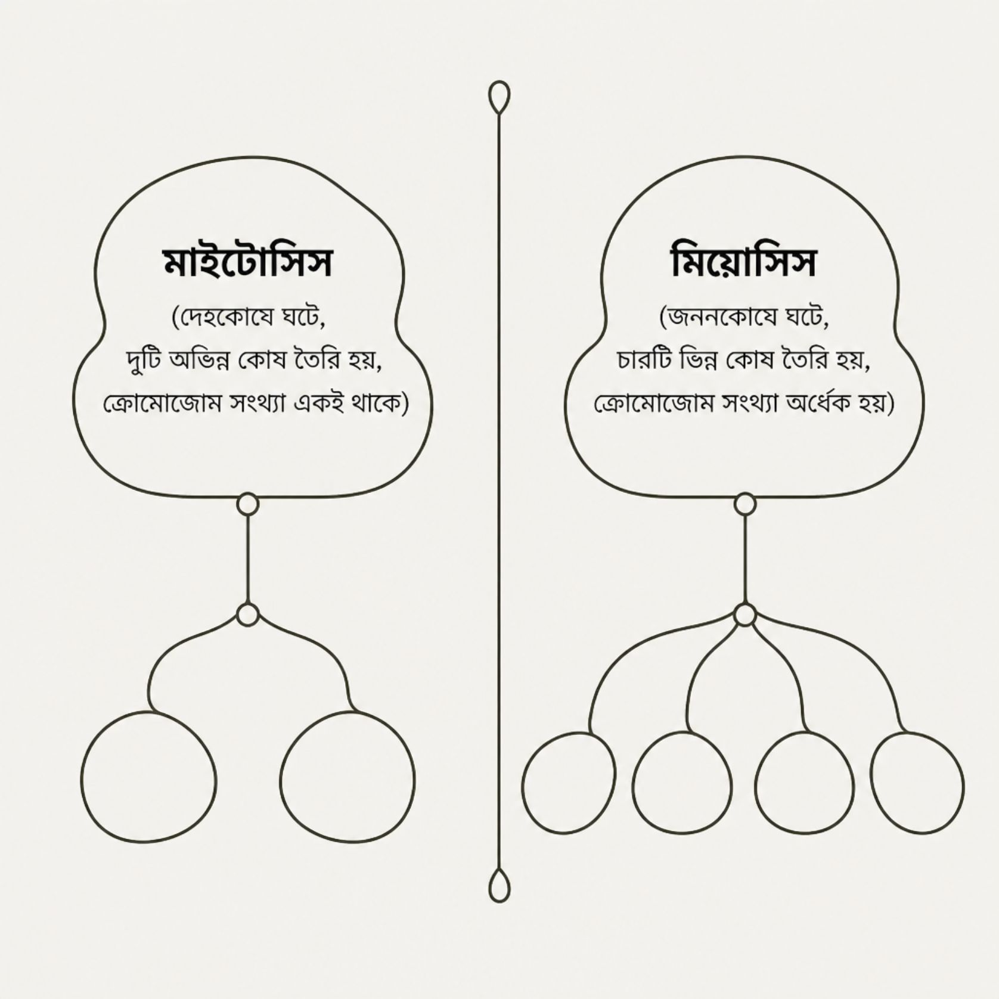 মাইটোসিস
(দেহকোষে ঘটে,
দুটি অভিন্ন কোষ তৈরি হয়,
ক্রোমোজোম সংখ্যা একই থাকে)
মিয়োসিস
(জননকোষে ঘটে,
চারটি ভিন্ন কোষ তৈরি হয়,
ক্রোমোজোম সংখ্যা অর্ধেক হয়)